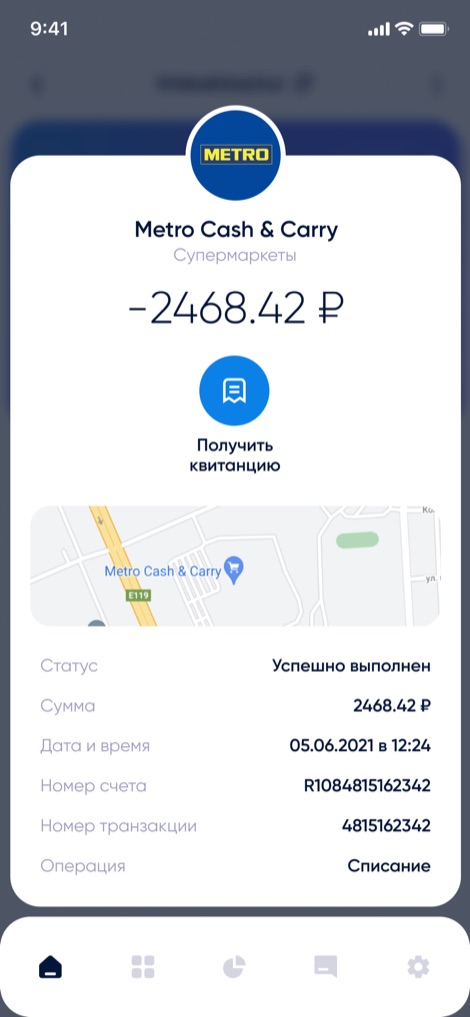 9:41
METRO
Metro Cash & Carry
Супермаркеты
-2468.42 ₽
Получить
квитанцию
Metro Cash & Carry
E119
ул.
Статус Успешно выполнен
Сумма 2468.42 ₽
Дата и время 05.06.2021 в 12:24
Номер счета R1084815162342
Номер транзакции 4815162342
Операция Списание